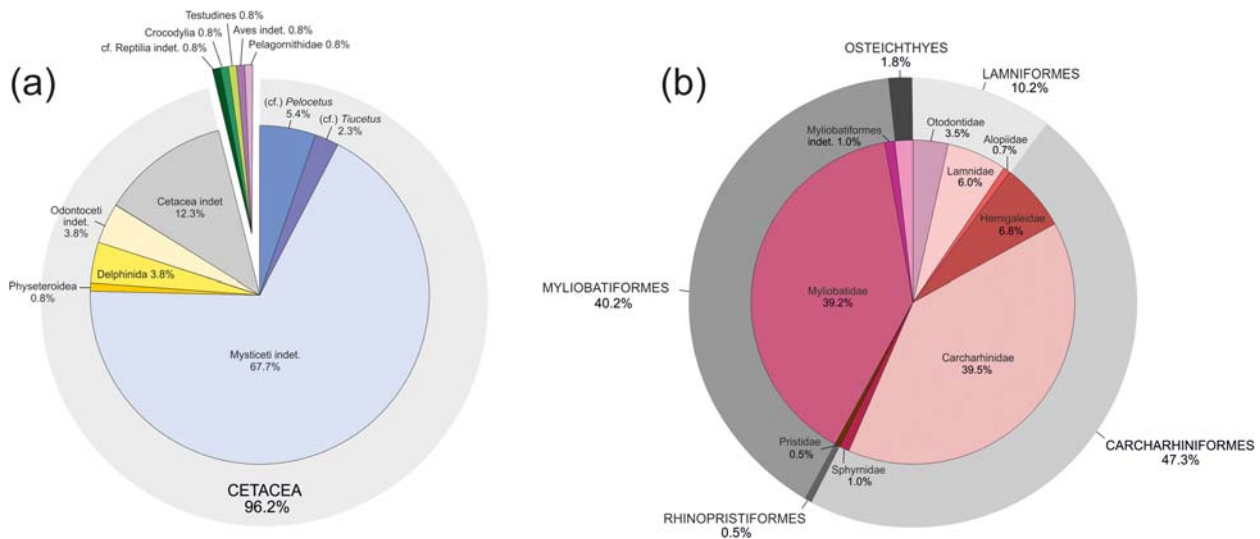 (a)
Testudines 0.8%
Crocodylia 0.8%
Aves indet. 0.8%
cf. Reptilia indet. 0.8%
Pelagornithidae 0.8%
(cf.) Pelocetus
5.4%
(cf.) Tiucetus
2.3%
Cetacea indet
12.3%
Odontoceti
indet.
3.8%
Delphinida 3.8%
Physeteroidea
0.8%
Mysticeti indet.
67.7%
CETACEA
96.2%
(b)
OSTEICHTHYES
1.8%
LAMNIFORMES
10.2%
Myliobatiformes
indet. 1.0%
Otodontidae
3.5%
Alopiidae
0.7%
Lamnidae
6.0%
Hemigaleidae
6.8%
MYLIOBATIFORMES
40.2%
Myliobatidae
39.2%
Carcharhinidae
39.5%
Pristidae
0.5%
Sphyrnidae
1.0%
CARCHARHINIFORMES
47.3%
RHINOPRISTIFORMES
0.5%